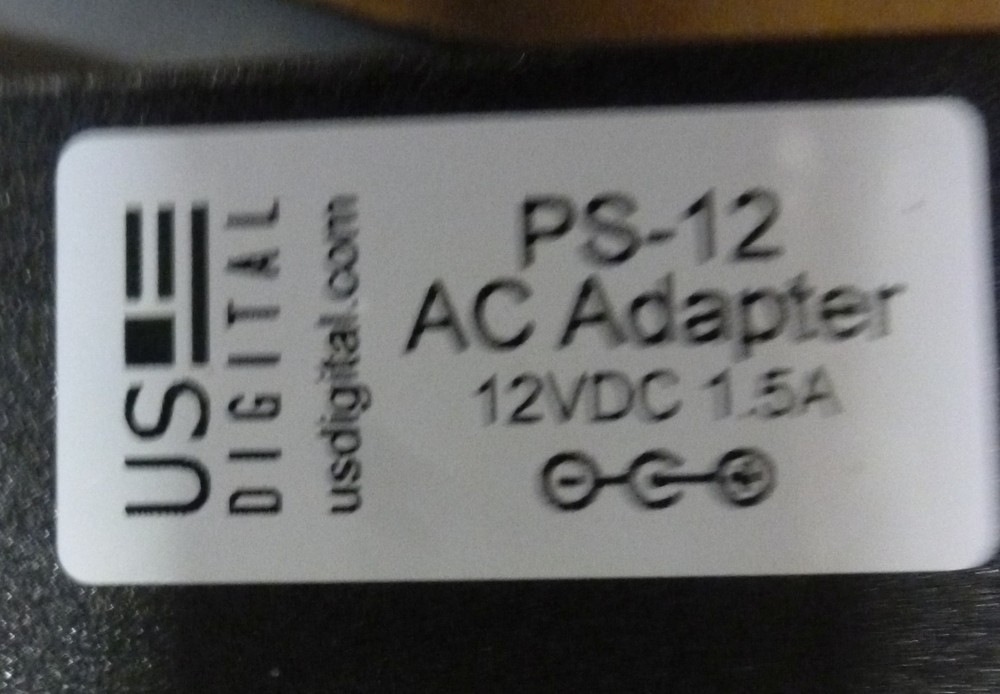 US
DIGITAL
usdigital.com
PS-12
AC Adapter
12VDC 1.5A